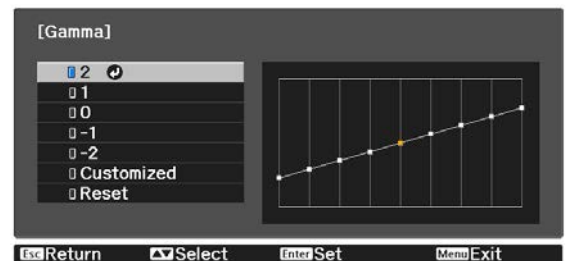 [Gamma]
2
1
0
-1
-2
Customized
Reset
Esc Return Select Enter Set Menu Exit